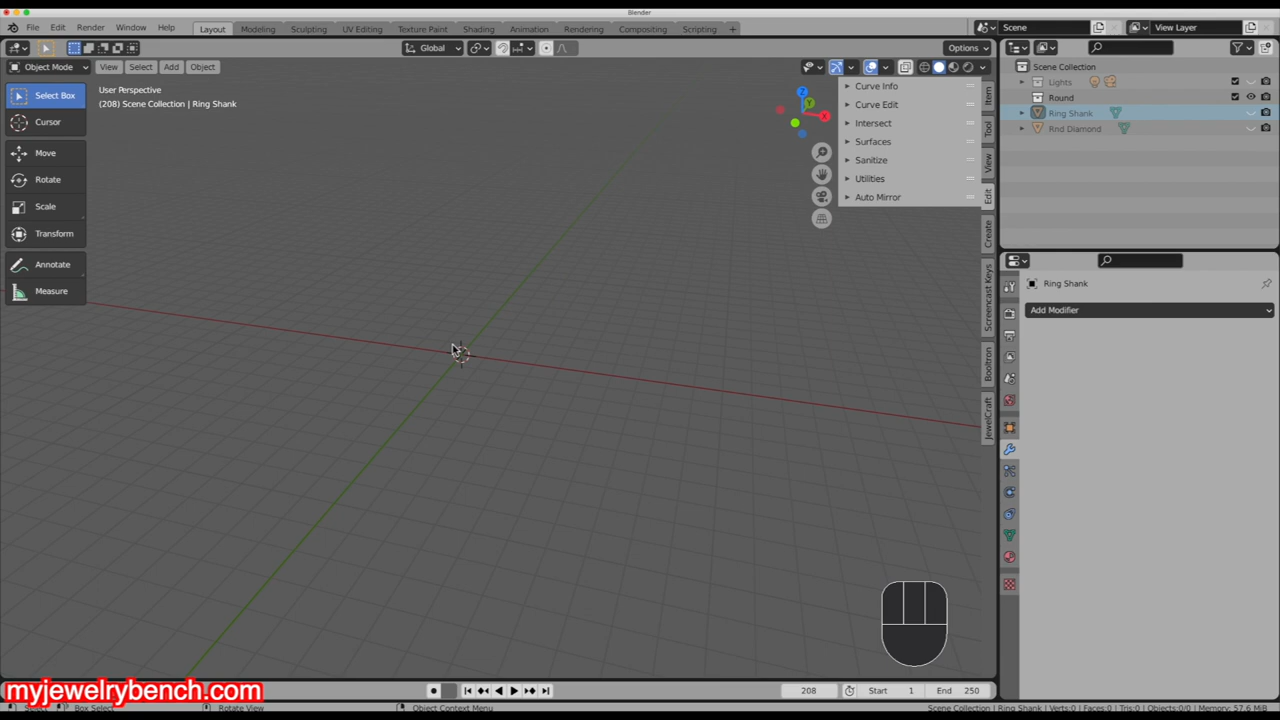 Blender
File Edit Render Window Help Layout Modeling Sculpting UV Editing Texture Paint Shading Animation Rendering Compositing Scripting + Scene View Layer
Global Options
Object Mode View Select Add Object
Scene Collection
User Perspective
(208) Scene Collection | Ring Shank
Select Box
Cursor
Move
Rotate
Scale
Transform
Annotate
Measure
Z
Y
X
Curve Info
Curve Edit
Intersect
Surfaces
Sanitize
Utilities
Auto Mirror
Item
Tool
View
Edit
Create
Screencast Keys
Booltron
JewelCraft
Lights
Round
Ring Shank
Rnd Diamond
Ring Shank
Add Modifier
myjewelrybench.com
208 Start 1 End 250
Select Box Select Rotate View Object Context Menu Scene Collection | Ring Shank | Verts:0 | Faces:0 | Tris:0 | Objects:0/0 | Memory: 57.6 MiB